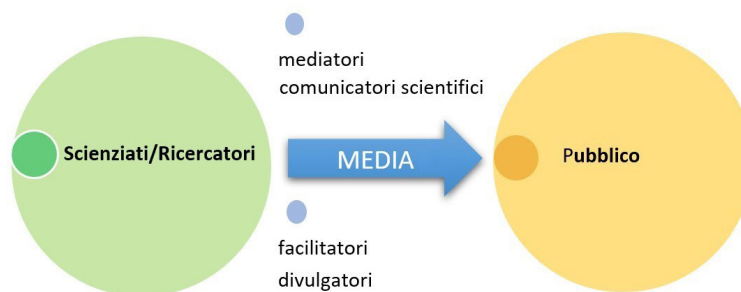 mediatori
comunicatori scientifici
Scienziati/Ricercatori
MEDIA
Pubblico
facilitatori
divulgatori